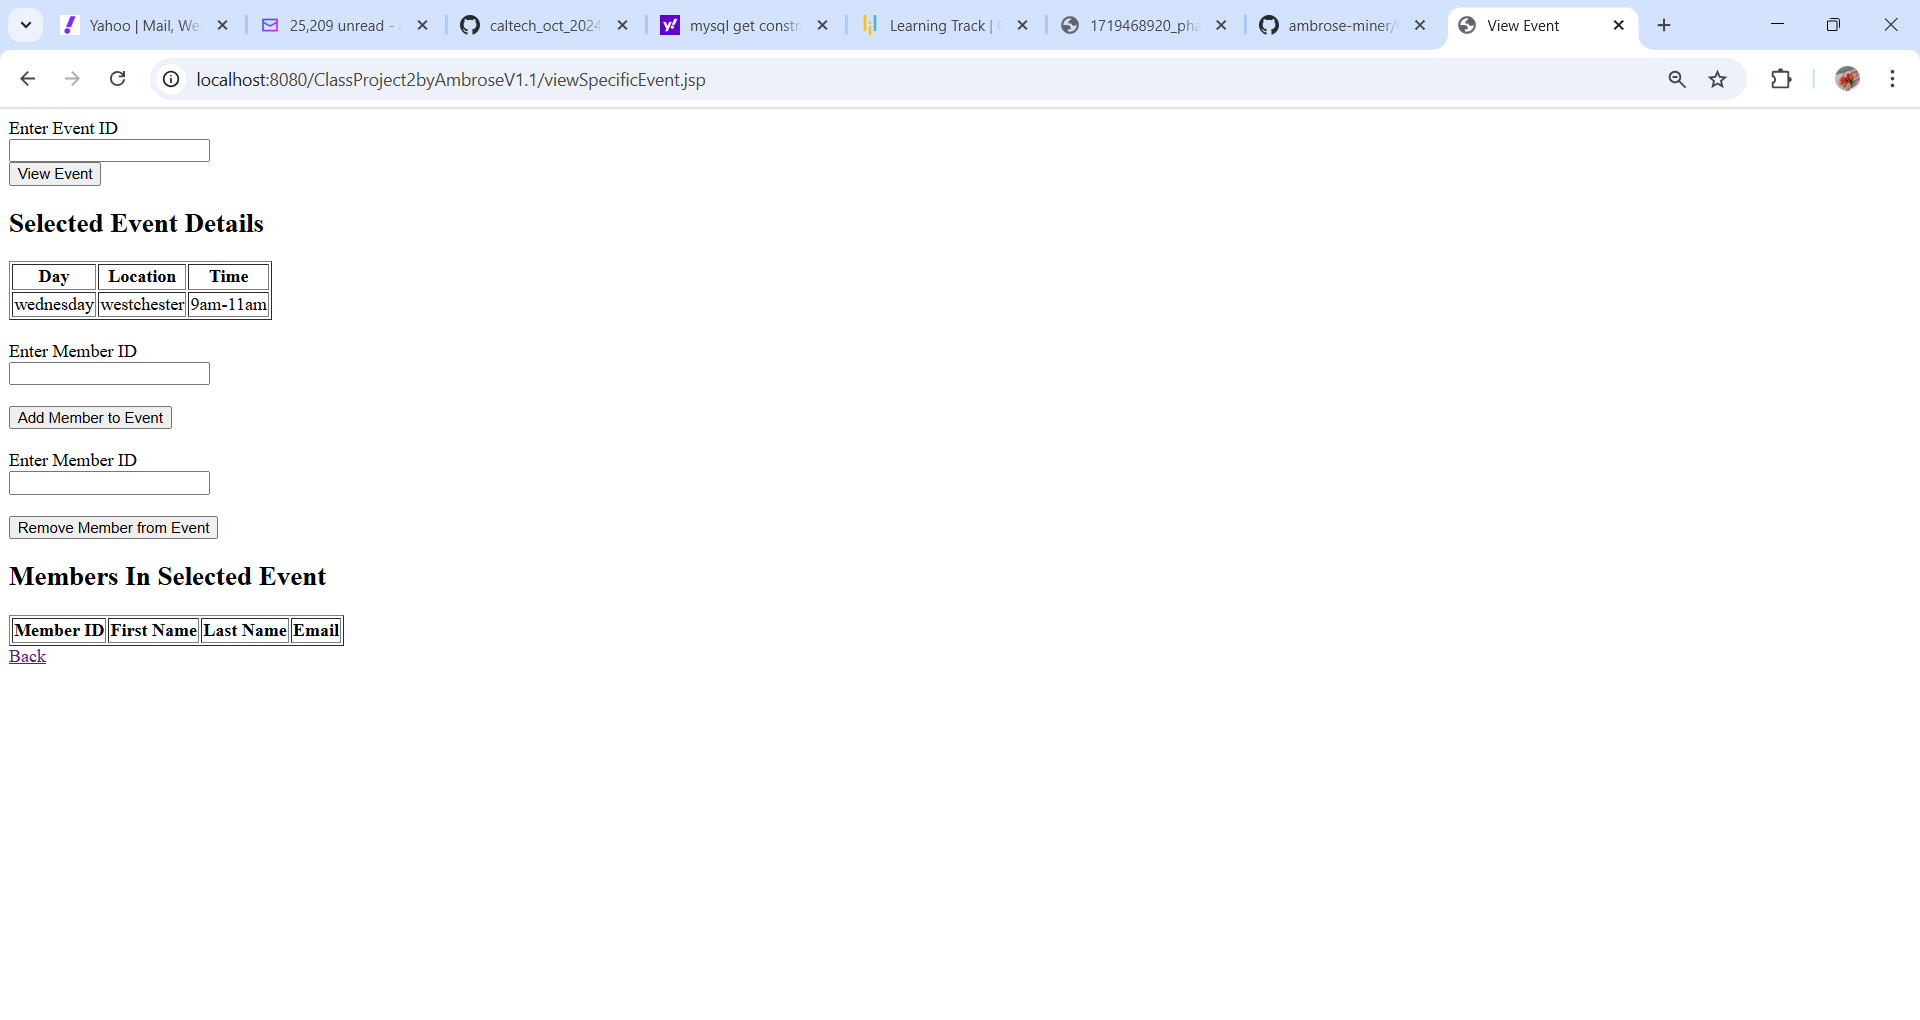 Yahoo | Mail, We
25,209 unread -
caltech_oct_2024
mysql get constr
Learning Track |
1719468920_pha
ambrose-miner/
View Event
localhost:8080/ClassProject2byAmbroseV1.1/viewSpecificEvent.jsp
Enter Event ID
View Event
Selected Event Details
Day Location Time
wednesday westchester 9am-11am
Enter Member ID
Add Member to Event
Enter Member ID
Remove Member from Event
Members In Selected Event
Member ID First Name Last Name Email
Back